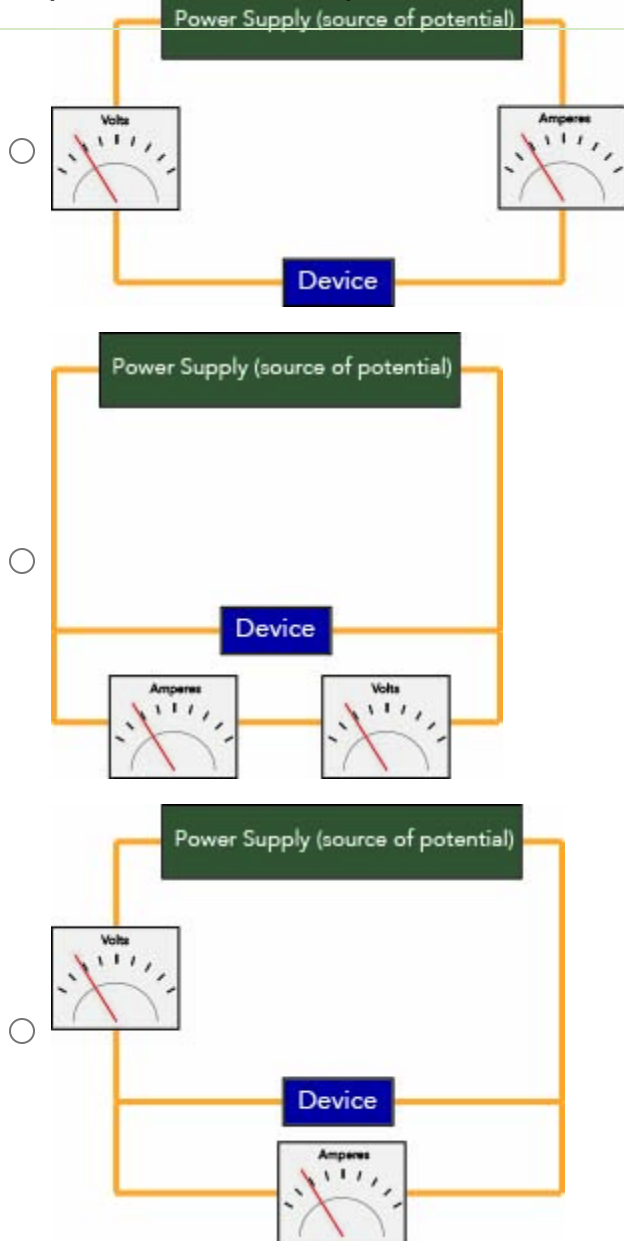 Power Supply (source of potential)
Volts
Amperes
Device
Power Supply (source of potential)
Device
Amperes
Volts
Power Supply (source of potential)
Volts
Device
Amperes